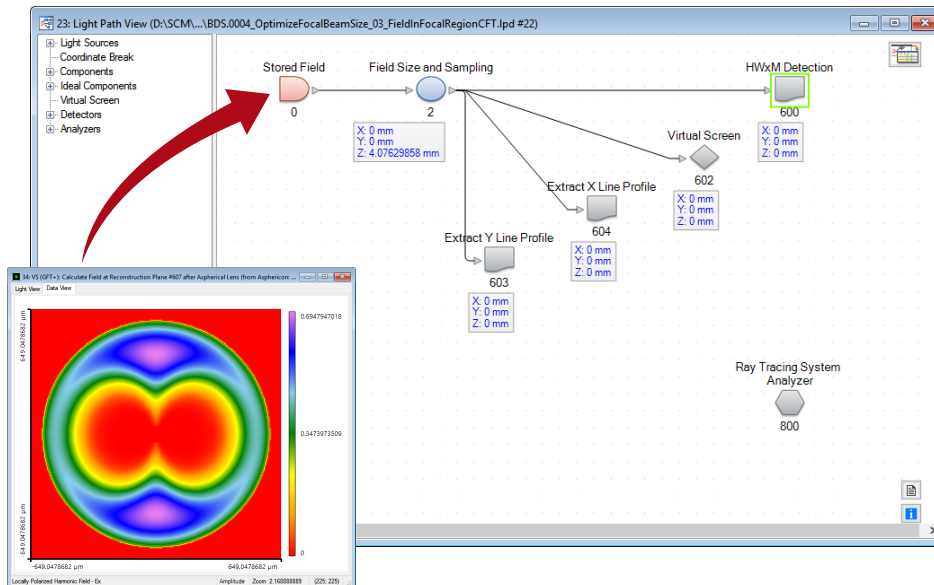 23: Light Path View (D:\SCM\...\BDS.0004_OptimizeFocalBeamSize_03_FieldInFocalRegionCFT.lpd #22)
Light Sources
Coordinate Break
Components
Ideal Components
Virtual Screen
Detectors
Analyzers
Stored Field
0
Field Size and Sampling
2
X: 0 mm
Y: 0 mm
Z: 4.07629858 mm
HWxM Detection
600
X: 0 mm
Y: 0 mm
Z: 0 mm
Virtual Screen
602
X: 0 mm
Y: 0 mm
Z: 0 mm
Extract X Line Profile
604
X: 0 mm
Y: 0 mm
Z: 0 mm
Extract Y Line Profile
603
X: 0 mm
Y: 0 mm
Z: 0 mm
Ray Tracing System
Analyzer
800
34: VS (GFT+): Calculate Field at Reconstruction Plane #607 after Aspherical Lens (from Asphericon: ...
Light View
Data View
649.0478682 µm
-649.0478682 µm
-649.0478682 µm
649.0478682 µm
0.6947947018
0.3473973509
0
Locally Polarized Harmonic Field - Ex
Amplitude
Zoom: 2.168888889
(225; 225)